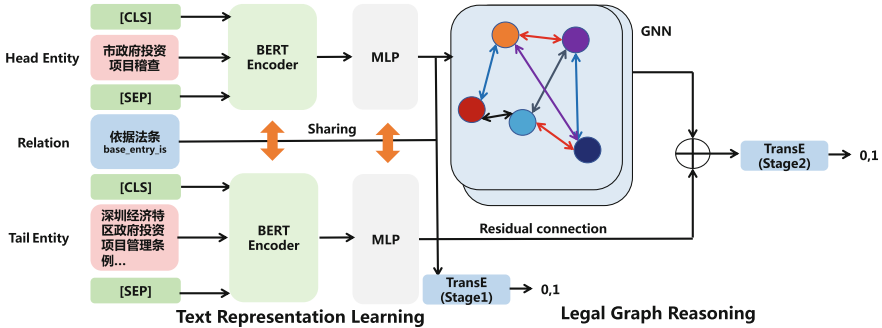 [CLS]
Head Entity
市政府投资
项目稽查
[SEP]
BERT
Encoder
MLP
GNN
Relation
依据法条
base_entry_is
Sharing
[CLS]
Tail Entity
深圳经济特
区政府投资
项目管理条
例...
[SEP]
BERT
Encoder
MLP
Residual connection
TransE
(Stage1)
0,1
TransE
(Stage2)
0,1
Text Representation Learning
Legal Graph Reasoning